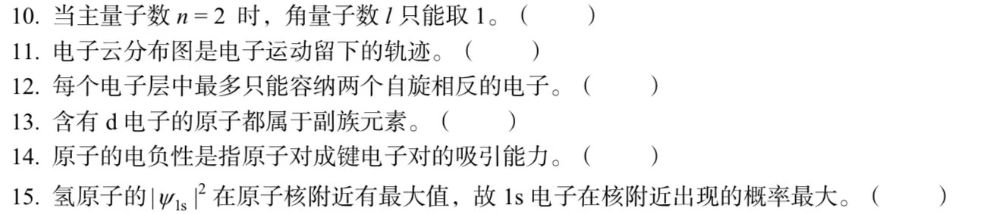 10. 当主量子数 n = 2 时，角量子数 l 只能取 1。（　　）
11. 电子云分布图是电子运动留下的轨迹。（　　）
12. 每个电子层中最多只能容纳两个自旋相反的电子。（　　）
13. 含有 d 电子的原子都属于副族元素。（　　）
14. 原子的电负性是指原子对成键电子对的吸引能力。（　　）
15. 氢原子的|ψ₁ₛ|² 在原子核附近有最大值，故 1s 电子在核附近出现的概率最大。（　　）